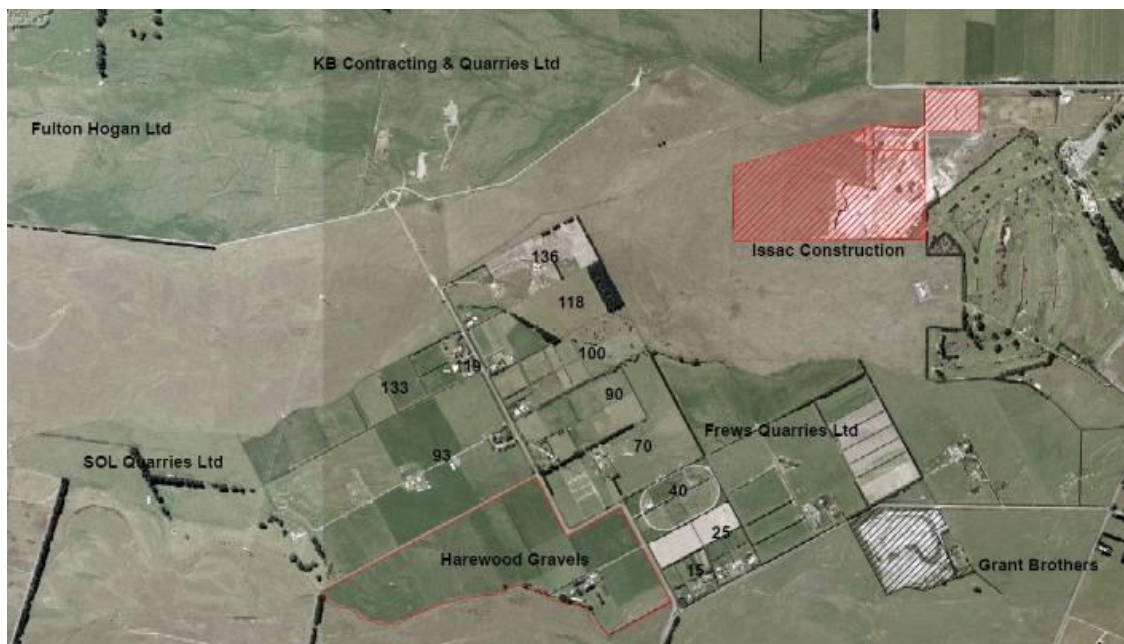 KB Contracting & Quarries Ltd
Fulton Hogan Ltd
Issac Construction
136
118
100
119
133
90
Frews Quarries Ltd
70
93
SOL Quarries Ltd
40
25
Harewood Gravels
15
Grant Brothers